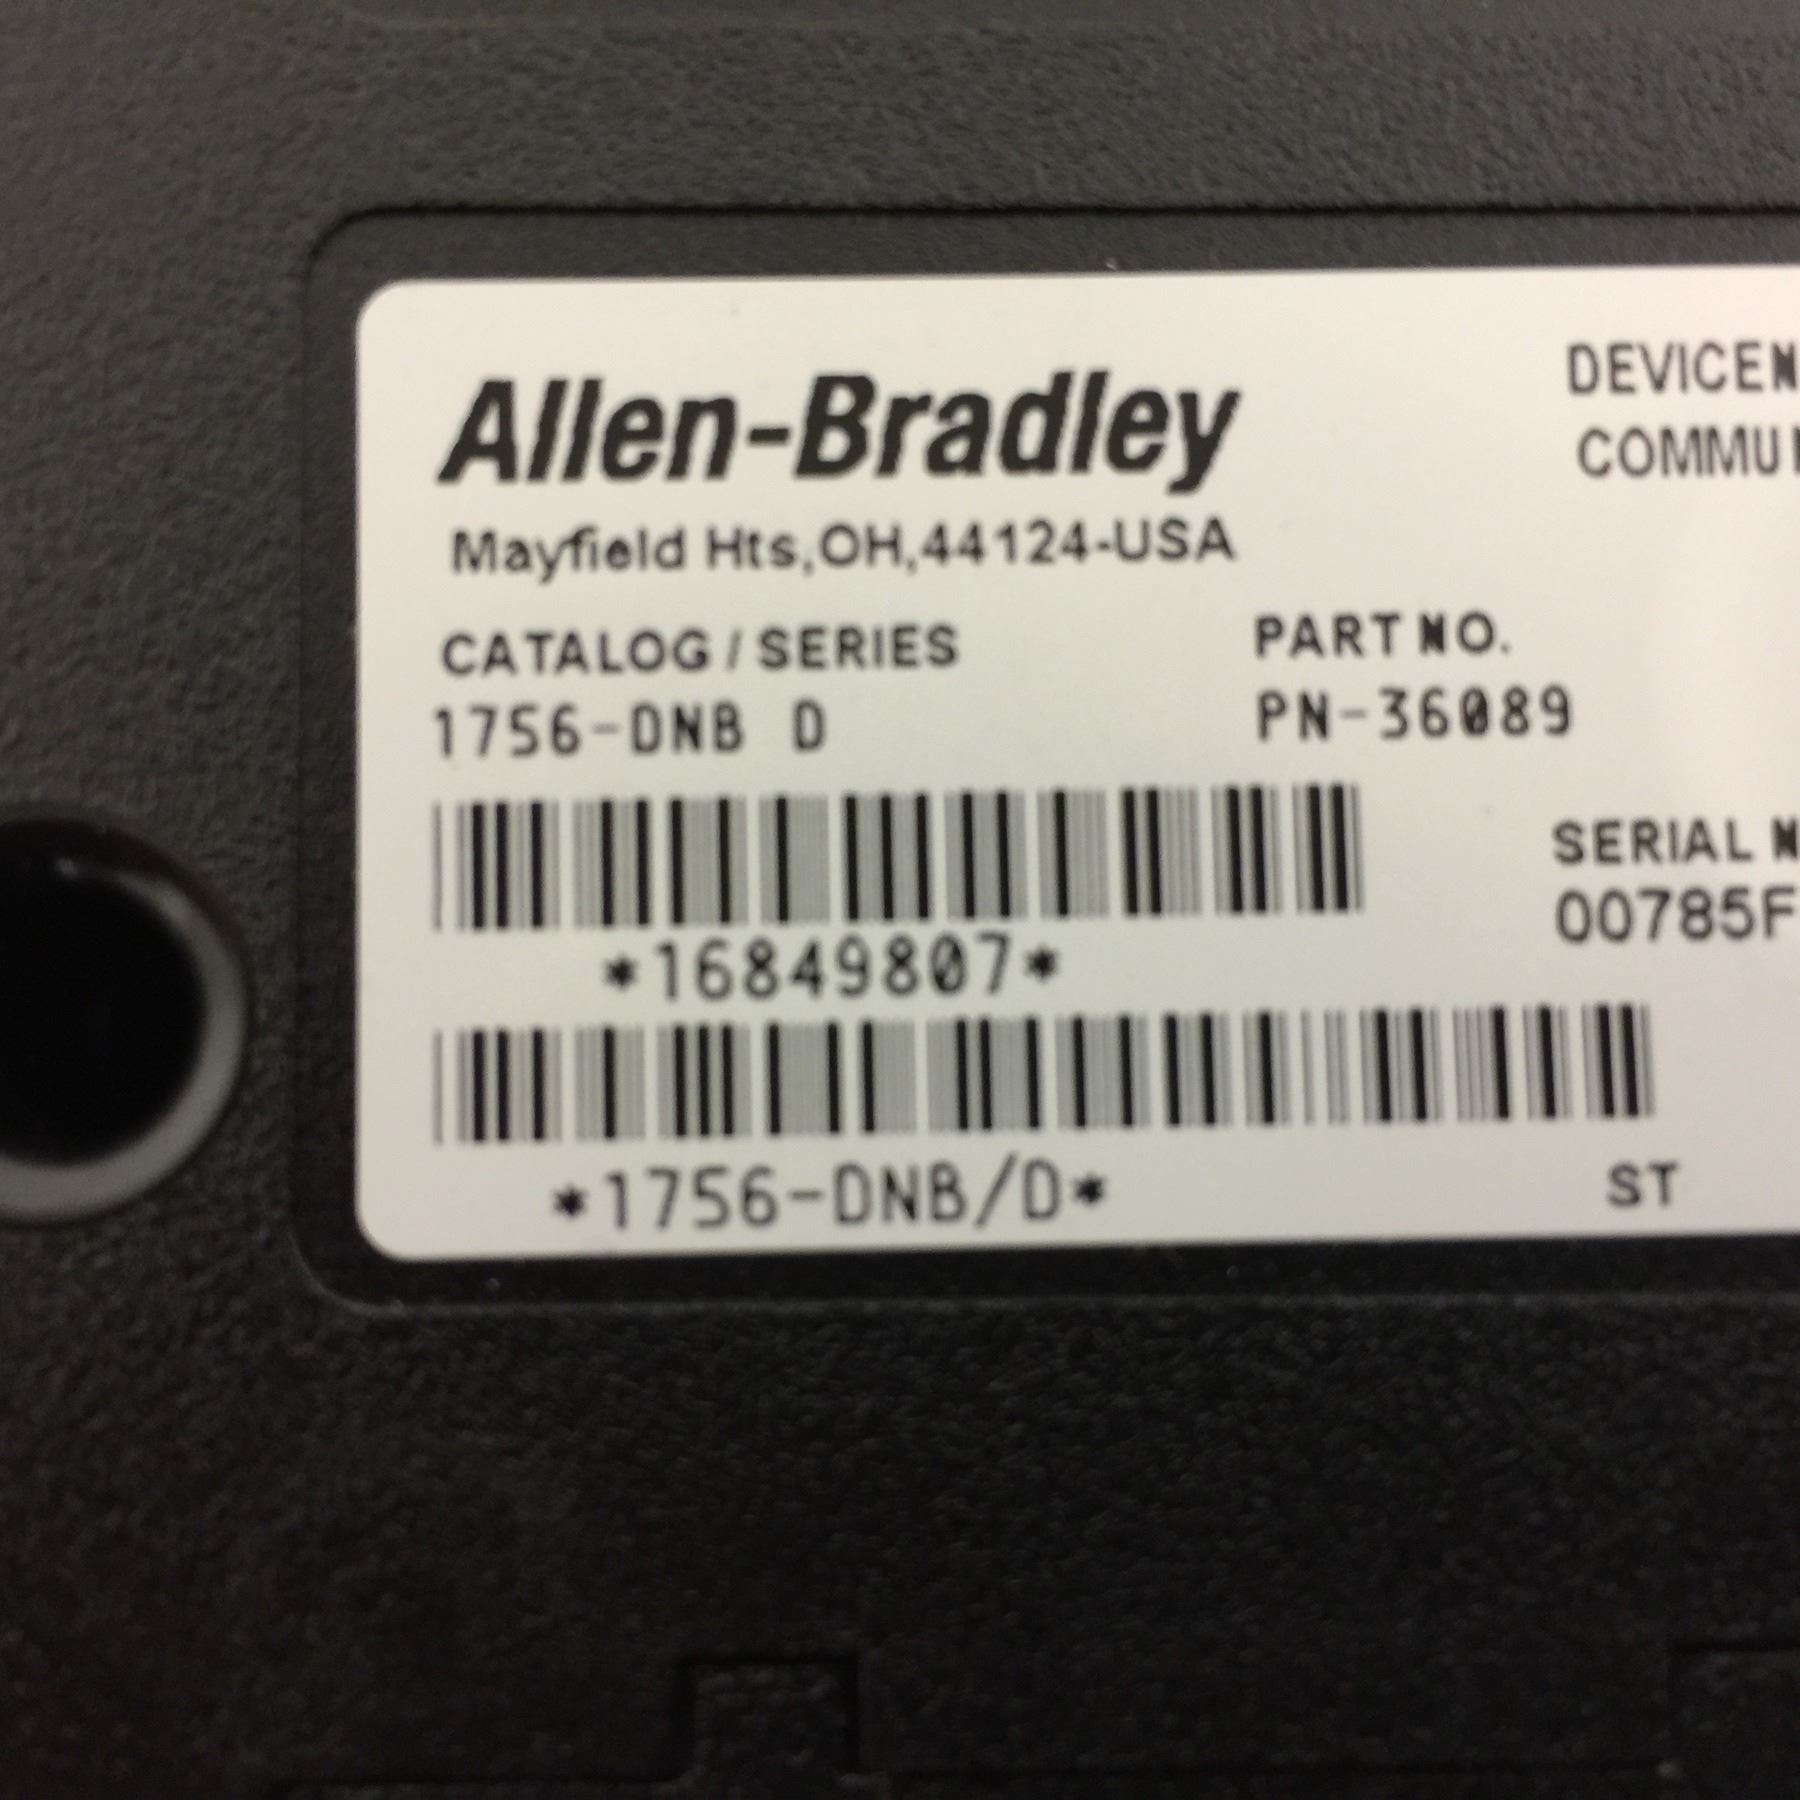 Allen-Bradley
Mayfield Hts,OH,44124-USA
DEVICEN
COMMUN
CATALOG / SERIES
1756-DNB D
PART NO.
PN-36089
*16849807*
SERIAL N
00785F
*1756-DNB/D*
ST